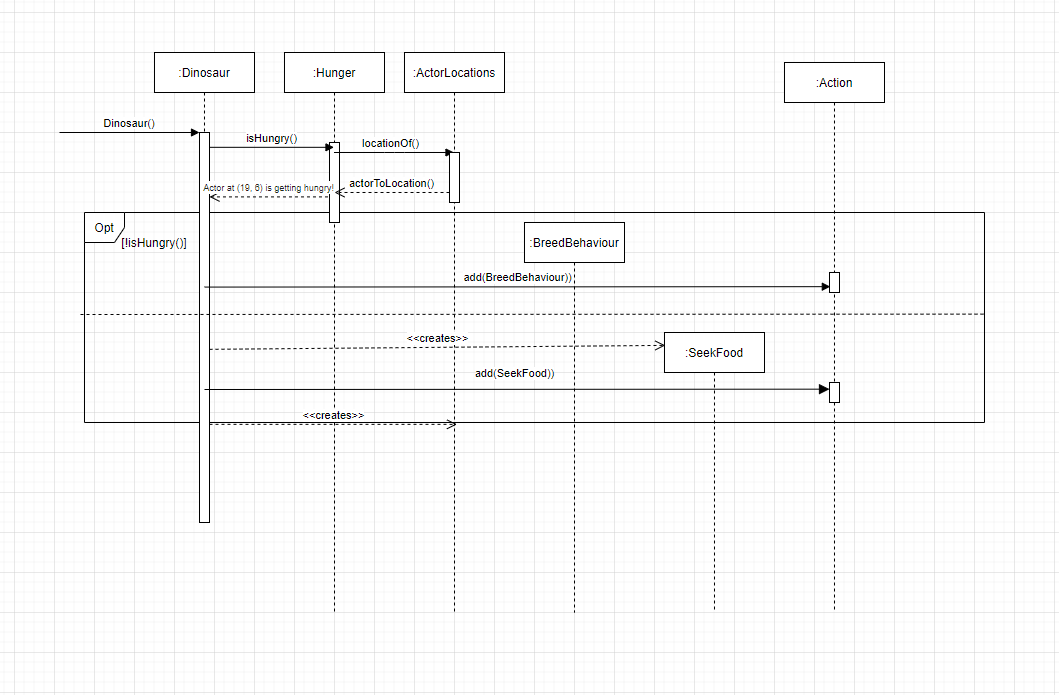 :Dinosaur
:Hunger
:ActorLocations
:Action
Dinosaur()
isHungry()
locationOf()
actorToLocation()
Actor at (19, 6) is getting hungry!
Opt
[!isHungry()]
:BreedBehaviour
add(BreedBehaviour))
<<creates>>
:SeekFood
add(SeekFood))
<<creates>>